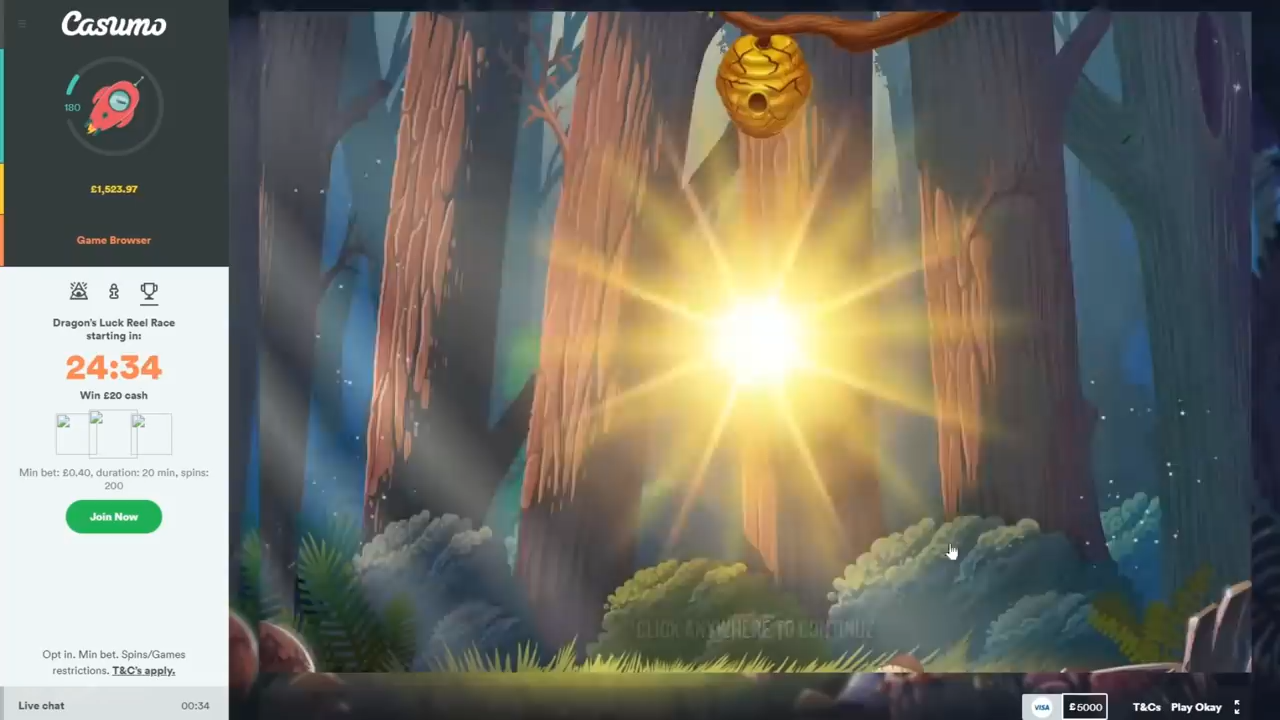 Casumo
180
£1,523.97
Game Browser
Dragon's Luck Reel Race
starting in:
24:34
Win £20 cash
Min bet: £0.40, duration: 20 min, spins:
200
Join Now
Opt in. Min bet. Spins/Games
restrictions. T&C's apply.
Live chat 00:34
CLICK ANYWHERE TO CONTINUE
VISA £5000 T&Cs Play Okay